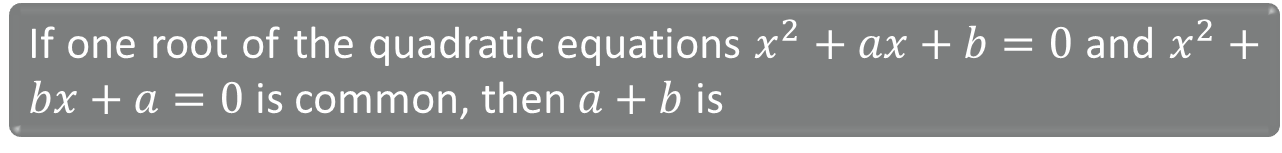 If one root of the quadratic equations 𝑥² + 𝑎𝑥 + 𝑏 = 0 and 𝑥² +
𝑏𝑥 + 𝑎 = 0 is common, then 𝑎 + 𝑏 is